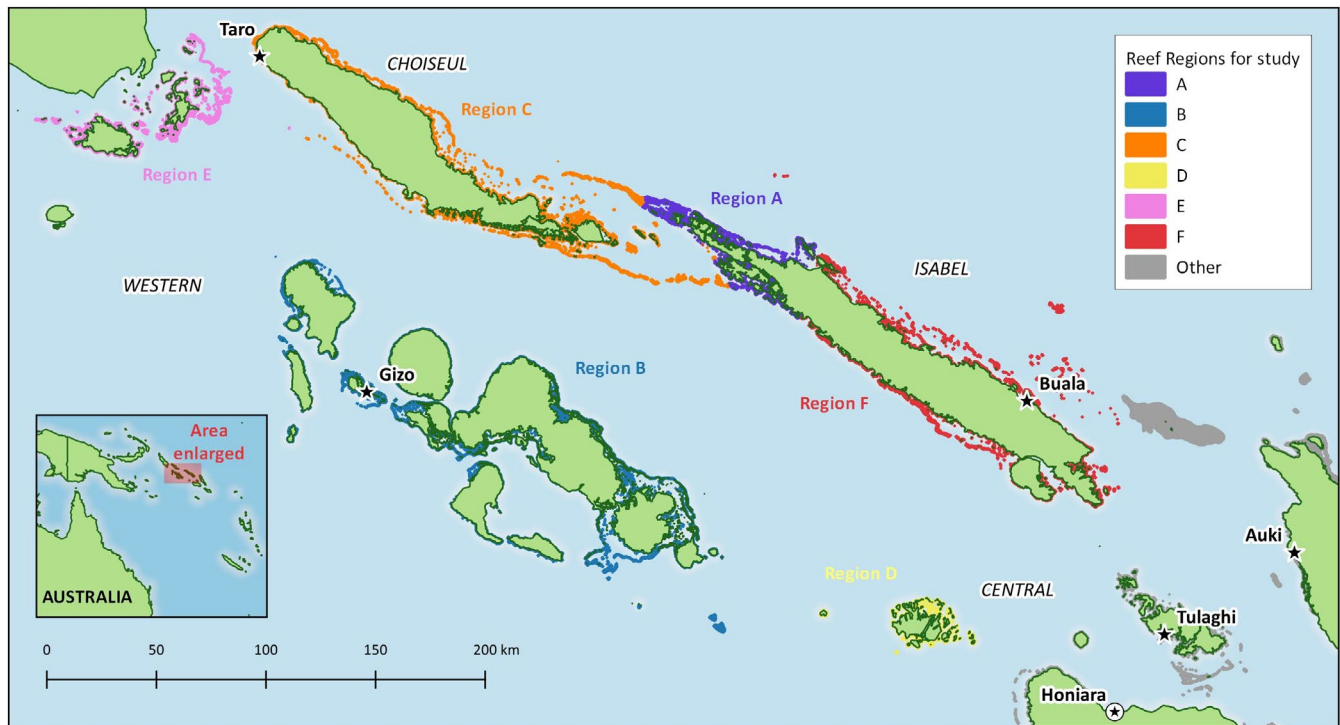 Taro
CHOISEUL
Region C
Region E
Region A
WESTERN
ISABEL
Gizo
Region B
Buala
Region F
Auki
Region D
CENTRAL
Tulaghi
Honiara
Reef Regions for study
A
B
C
D
E
F
Other
Area
enlarged
AUSTRALIA
0 50 100 150 200 km